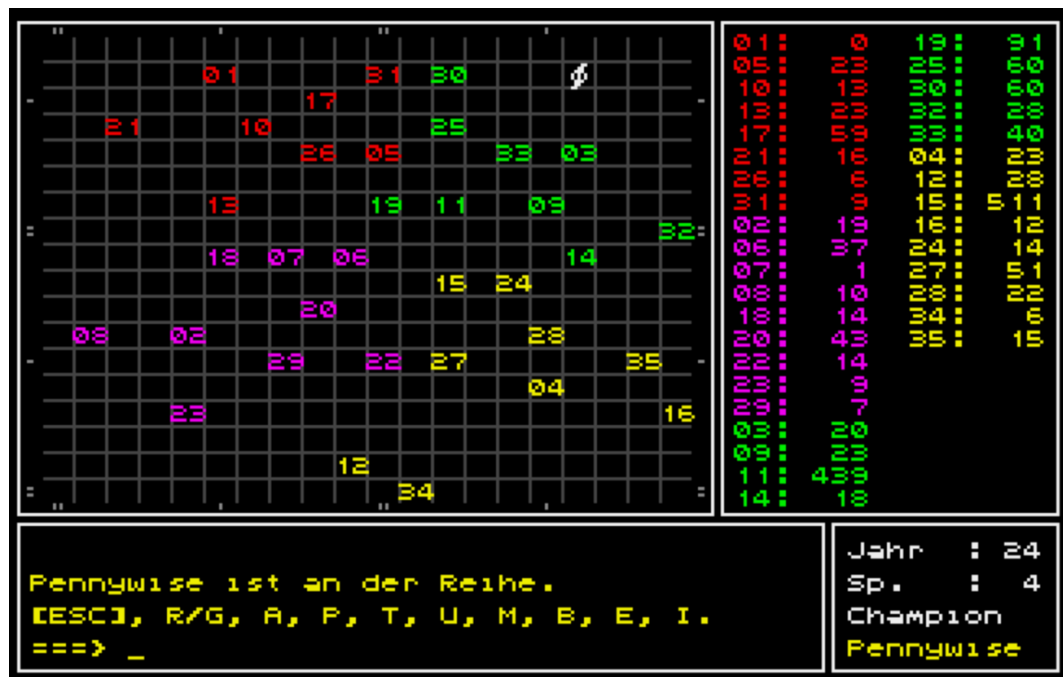 01 31 30 ϕ
17
21 10 25
26 05 33 03
13 19 11 09
32
18 07 06 14
15 24
20
08 02 28
29 22 27 35
04
23 16
12
34
01: 0 19: 91
05: 23 25: 60
10: 13 30: 60
13: 23 32: 28
17: 59 33: 40
21: 16 04: 23
26: 6 12: 28
31: 9 15: 511
02: 19 16: 12
06: 37 24: 14
07: 1 27: 51
08: 10 28: 22
18: 14 34: 6
20: 43 35: 15
22: 14
23: 9
29: 7
03: 20
09: 23
11: 439
14: 18
Pennywise ist an der Reihe.
[ESC], R/G, A, P, T, U, M, B, E, I.
===> _
Jahr : 24
Sp. : 4
Champion
Pennywise